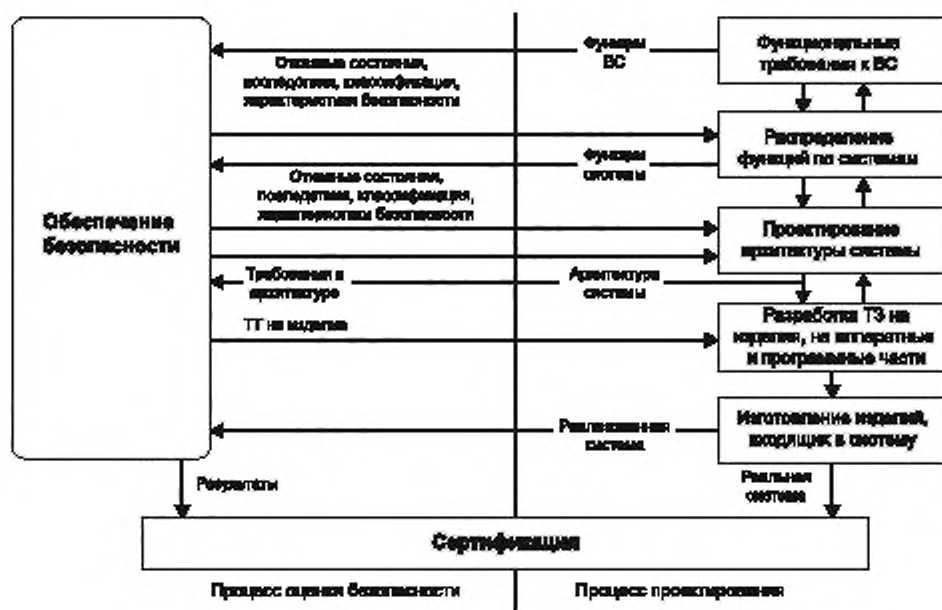 Функции
ВС
Функциональные
требования к ВС
Отказные состояния,
последствия, классификация,
характеристики безопасности
Распределение
функций по системам
Функции
системы
Отказные состояния,
последствия, классификация,
характеристики безопасности
Обеспечение
безопасности
Проектирование
архитектуры системы
Требования к
архитектуре
Архитектура
системы
ТТ на изделия
Разработка ТЗ на
изделия, на аппаратные
и программные части
Реализованная
система
Изготовление изделий,
входящих в систему
Результаты
Реальная
система
Сертификация
Процесс оценки безопасности
Процесс проектирования